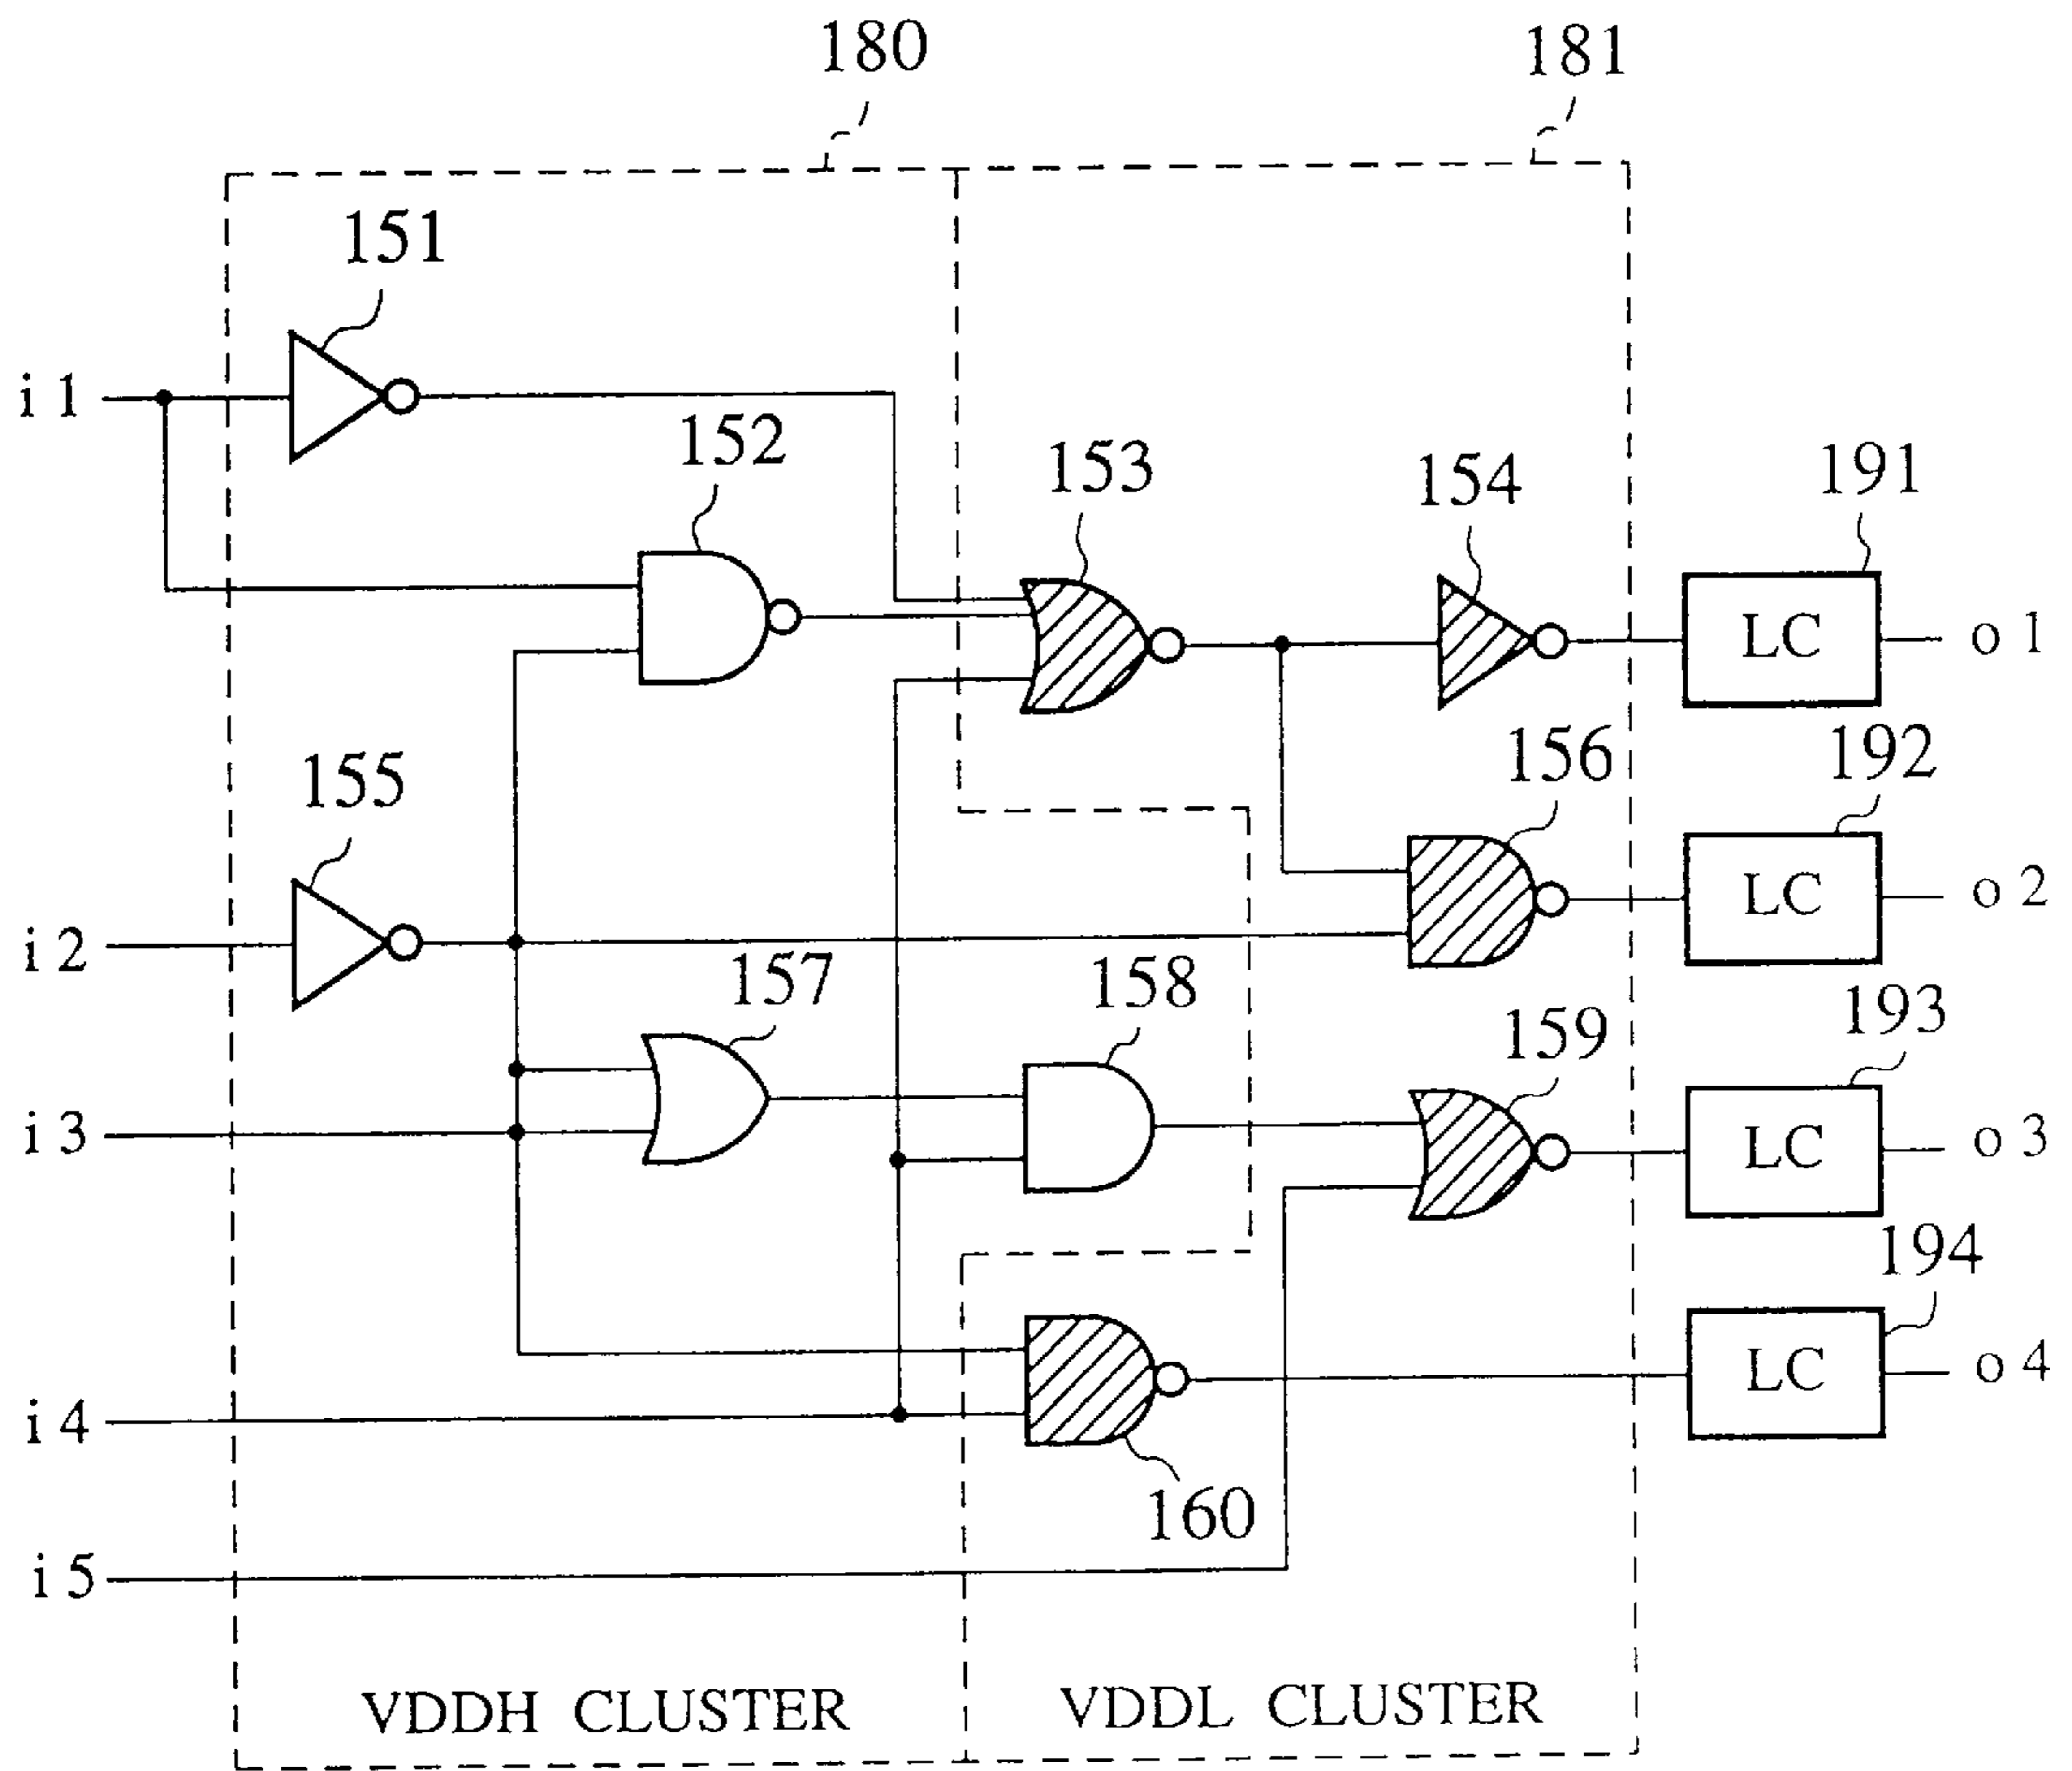 180
181
151
i 1
152
153
154
191
LC
o 1
155
156
192
LC
o 2
i 2
157
158
159
193
LC
o 3
i 3
194
LC
o 4
i 4
160
i 5
VDDH CLUSTER
VDDL CLUSTER